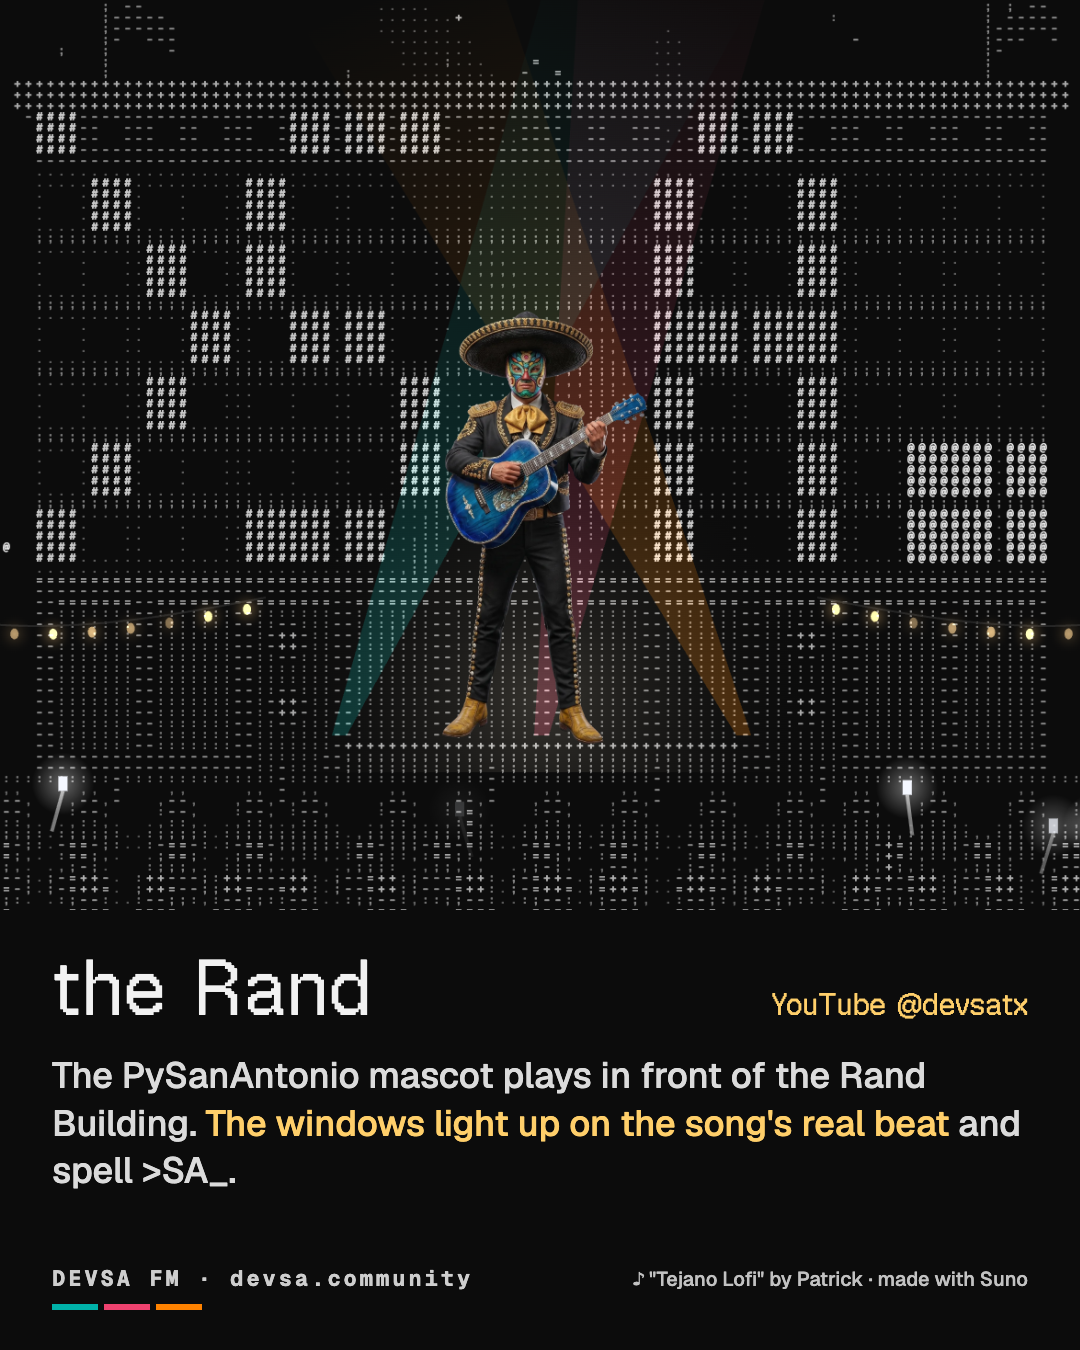 >SA_
the Rand
YouTube @devsatx
The PySanAntonio mascot plays in front of the Rand
Building. The windows light up on the song's real beat and
spell >SA_.
DEVSA FM · devsa.community
♪ "Tejano Lofi" by Patrick · made with Suno